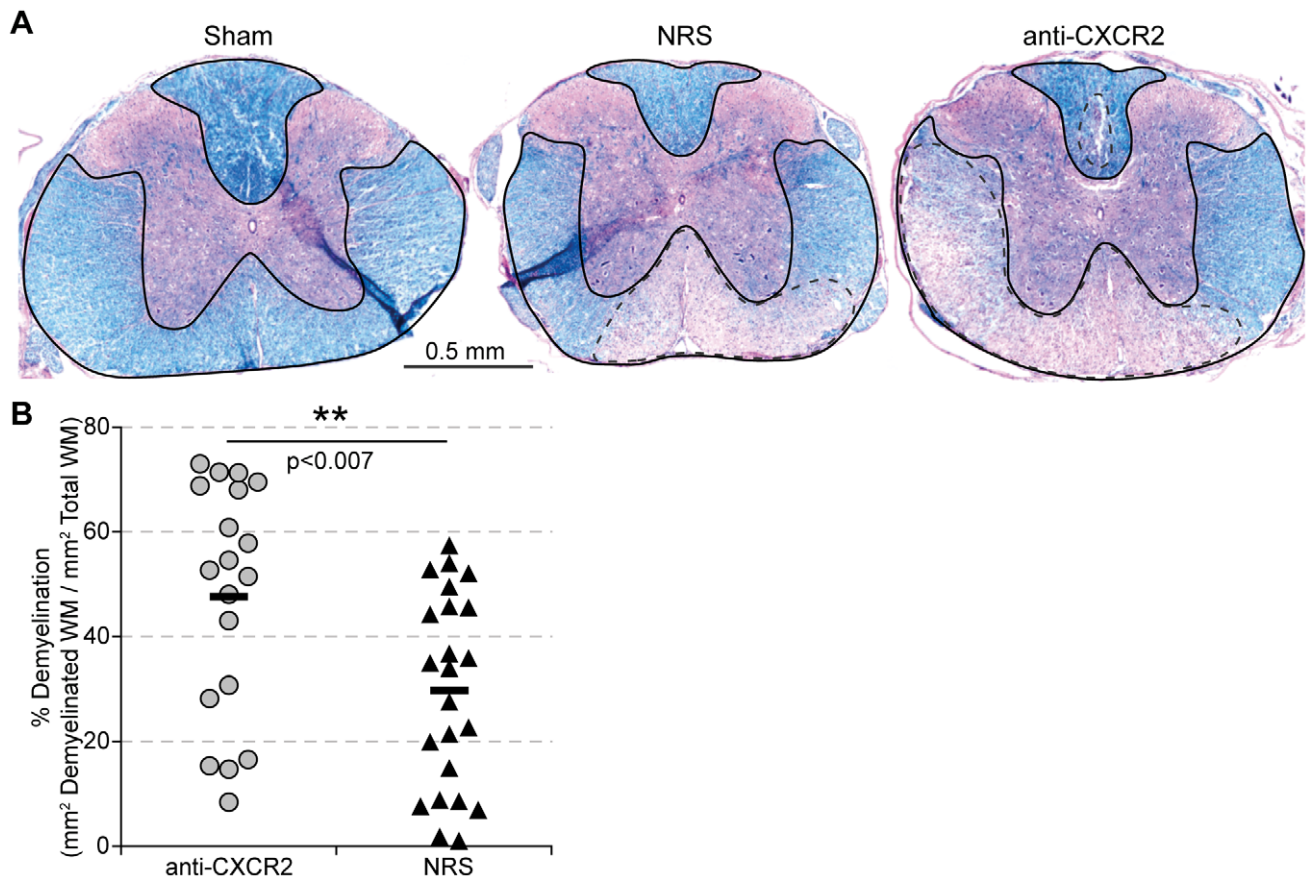 A
Sham
NRS
anti-CXCR2
0.5 mm
B
% Demyelination
(mm² Demyelinated WM / mm² Total WM)
80
60
40
20
0
**
p<0.007
anti-CXCR2
NRS